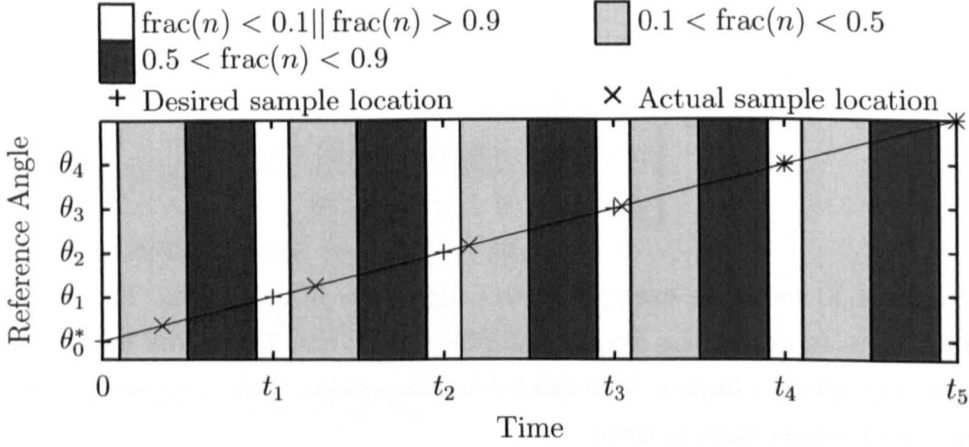 frac(n) < 0.1|| frac(n) > 0.9
0.1 < frac(n) < 0.5
0.5 < frac(n) < 0.9
+ Desired sample location
× Actual sample location
Reference Angle
θ4
θ3
θ2
θ1
θ0*
0 t1 t2 t3 t4 t5
Time